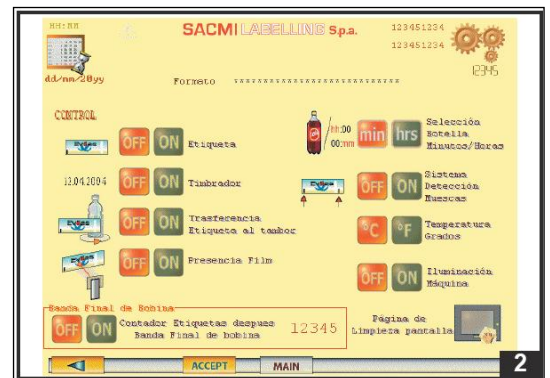 HH:MM
SACMI LABELLING S.p.a.
123451234
123451234
12345
dd/mm/20yy
Formato ****************************
CONTROL
OFF ON Etiqueta
hh:00
00:mm
min hrs
Selección
Botella
Minutos/Horas
12.04.2004
OFF ON Timbrador
OFF ON
Sistema
Detección
Muescas
OFF ON
Trasferencia
Etiqueta al tambor
°C °F
Temperatura
Grados
OFF ON Presencia Film
OFF ON
Iluminación
Máquina
Banda Final de Bobina
OFF ON
Contador Etiquetas despues
Banda Final de bobina
12345
Página de
Limpieza pantalla
ACCEPT MAIN
2